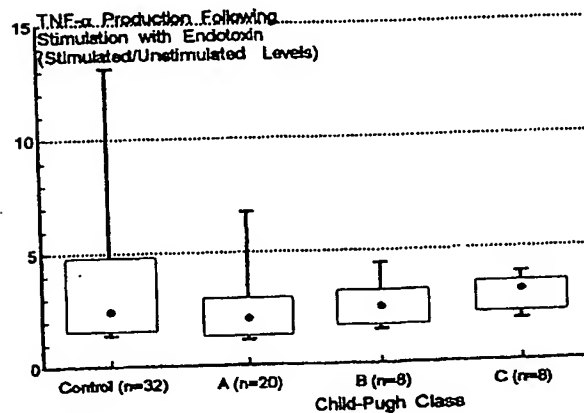 TNF-α Production Following
Stimulation with Endotoxin
(Stimulated/Unstimulated Levels)
15
10
5
0
Control (n=32)
A (n=20)
B (n=8)
C (n=8)
Child-Pugh Class